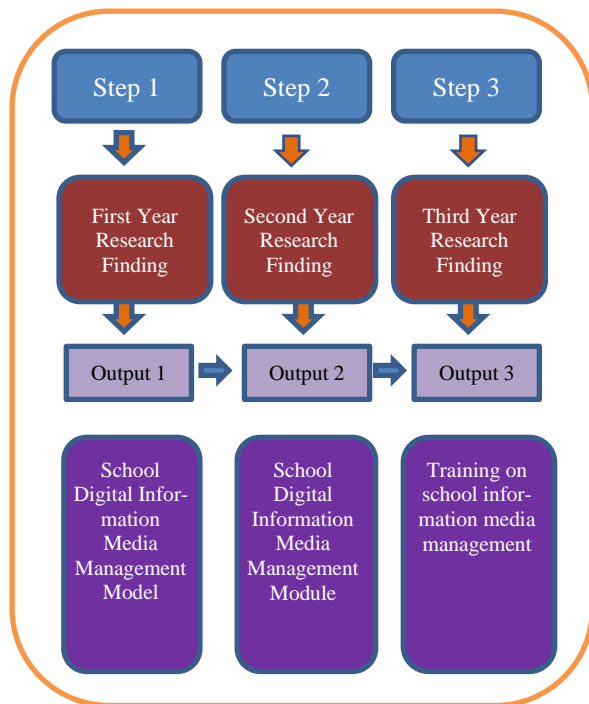 Step 1
Step 2
Step 3
First Year
Research
Finding
Second Year
Research
Finding
Third Year
Research
Finding
Output 1
Output 2
Output 3
School
Digital Infor-
mation
Media
Management
Model
School
Digital
Information
Media
Management
Module
Training on
school infor-
mation media
management